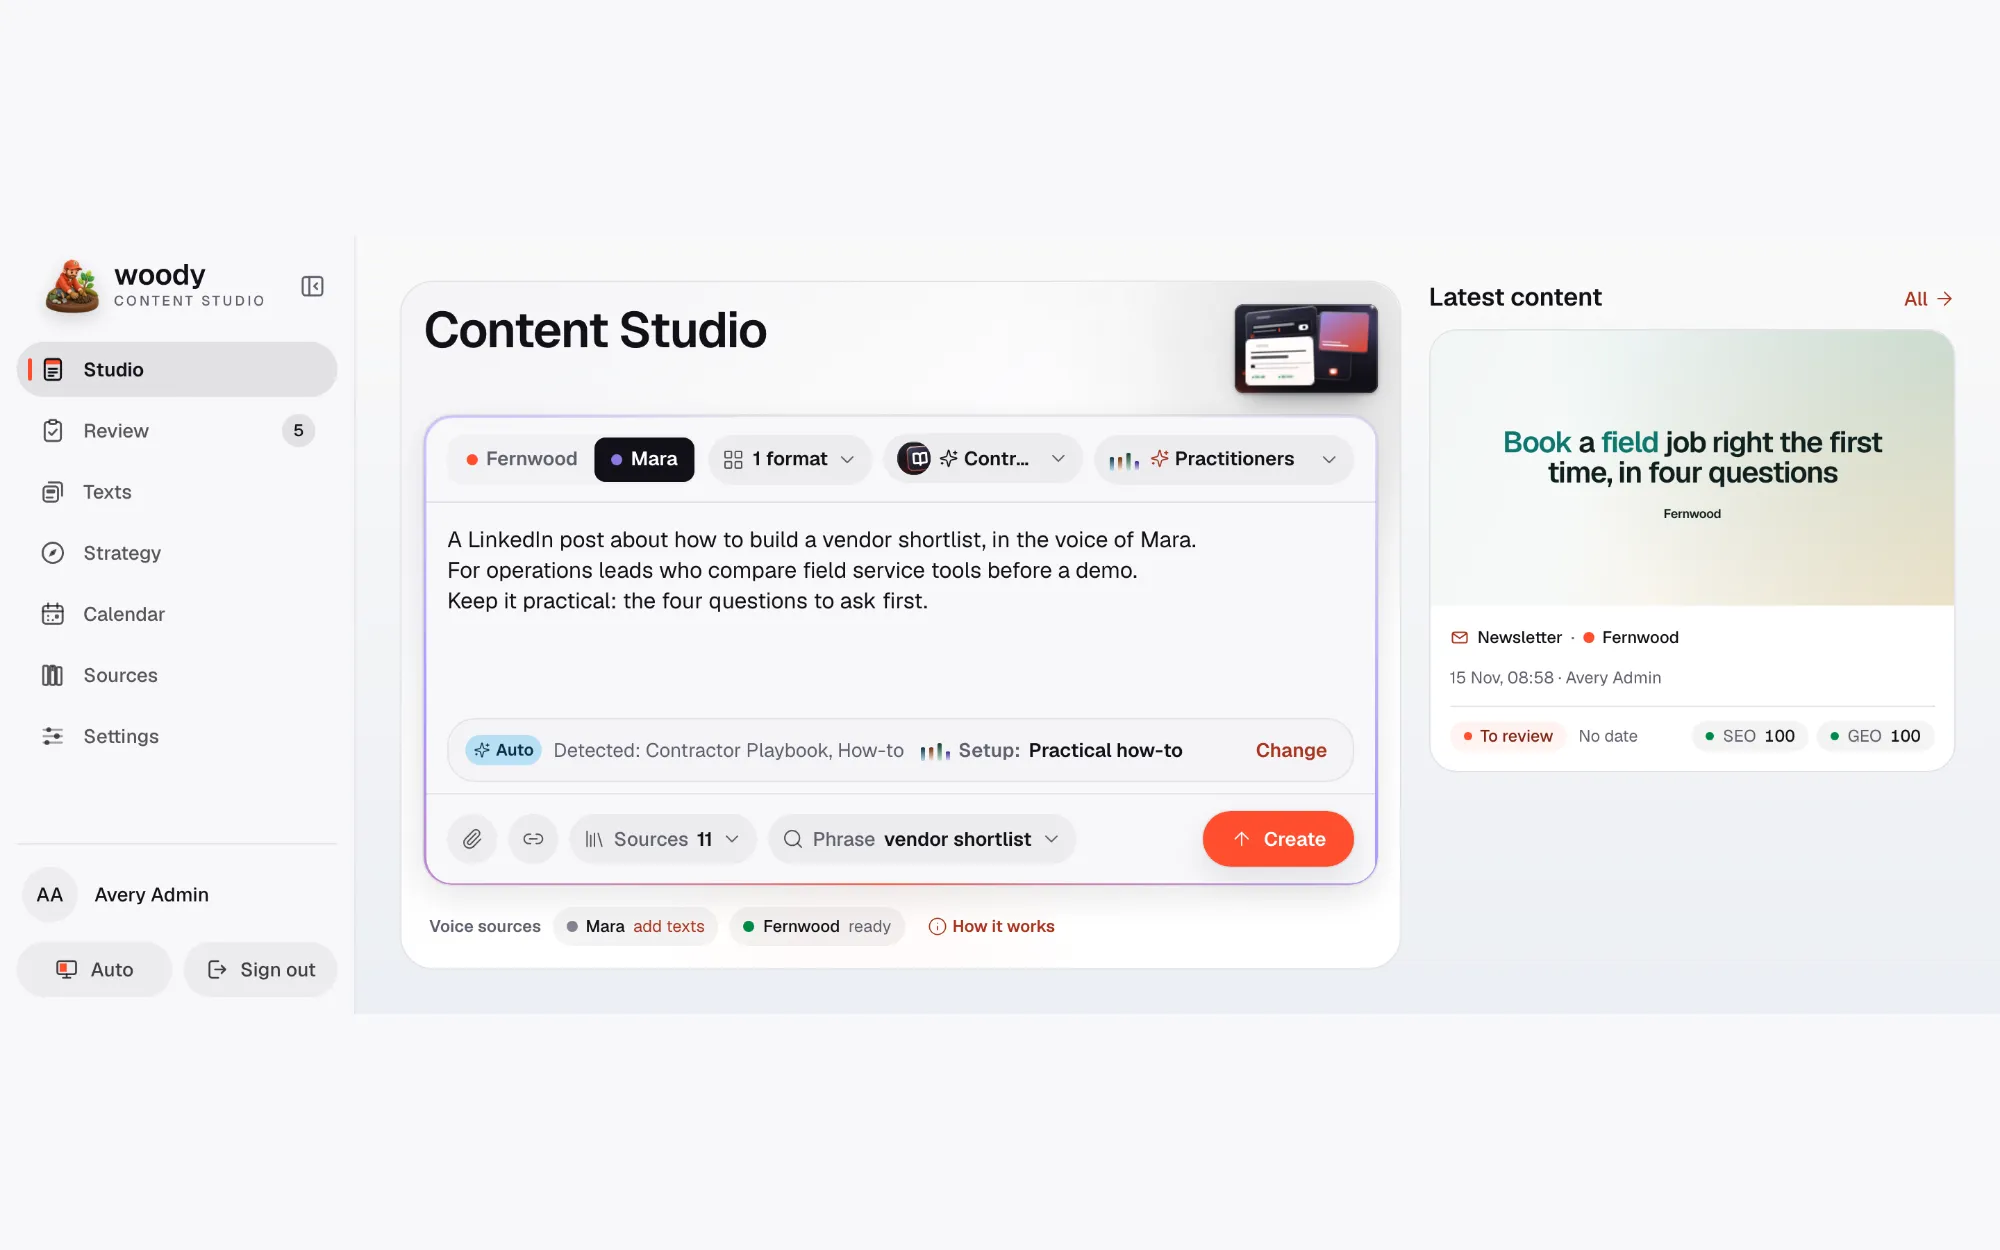 woody
CONTENT STUDIO
Studio
Review
5
Texts
Strategy
Calendar
Sources
Settings
AA
Avery Admin
Auto
Sign out
Content Studio
Fernwood
Mara
1 format
Contr...
Practitioners
A LinkedIn post about how to build a vendor shortlist, in the voice of Mara.
For operations leads who compare field service tools before a demo.
Keep it practical: the four questions to ask first.
Auto
Detected: Contractor Playbook, How-to
Setup: Practical how-to
Change
Sources 11
Phrase vendor shortlist
Create
Voice sources
Mara add texts
Fernwood ready
How it works
Latest content
All
Book a field job right the first
time, in four questions
Fernwood
Newsletter · Fernwood
15 Nov, 08:58 · Avery Admin
To review
No date
SEO 100
GEO 100